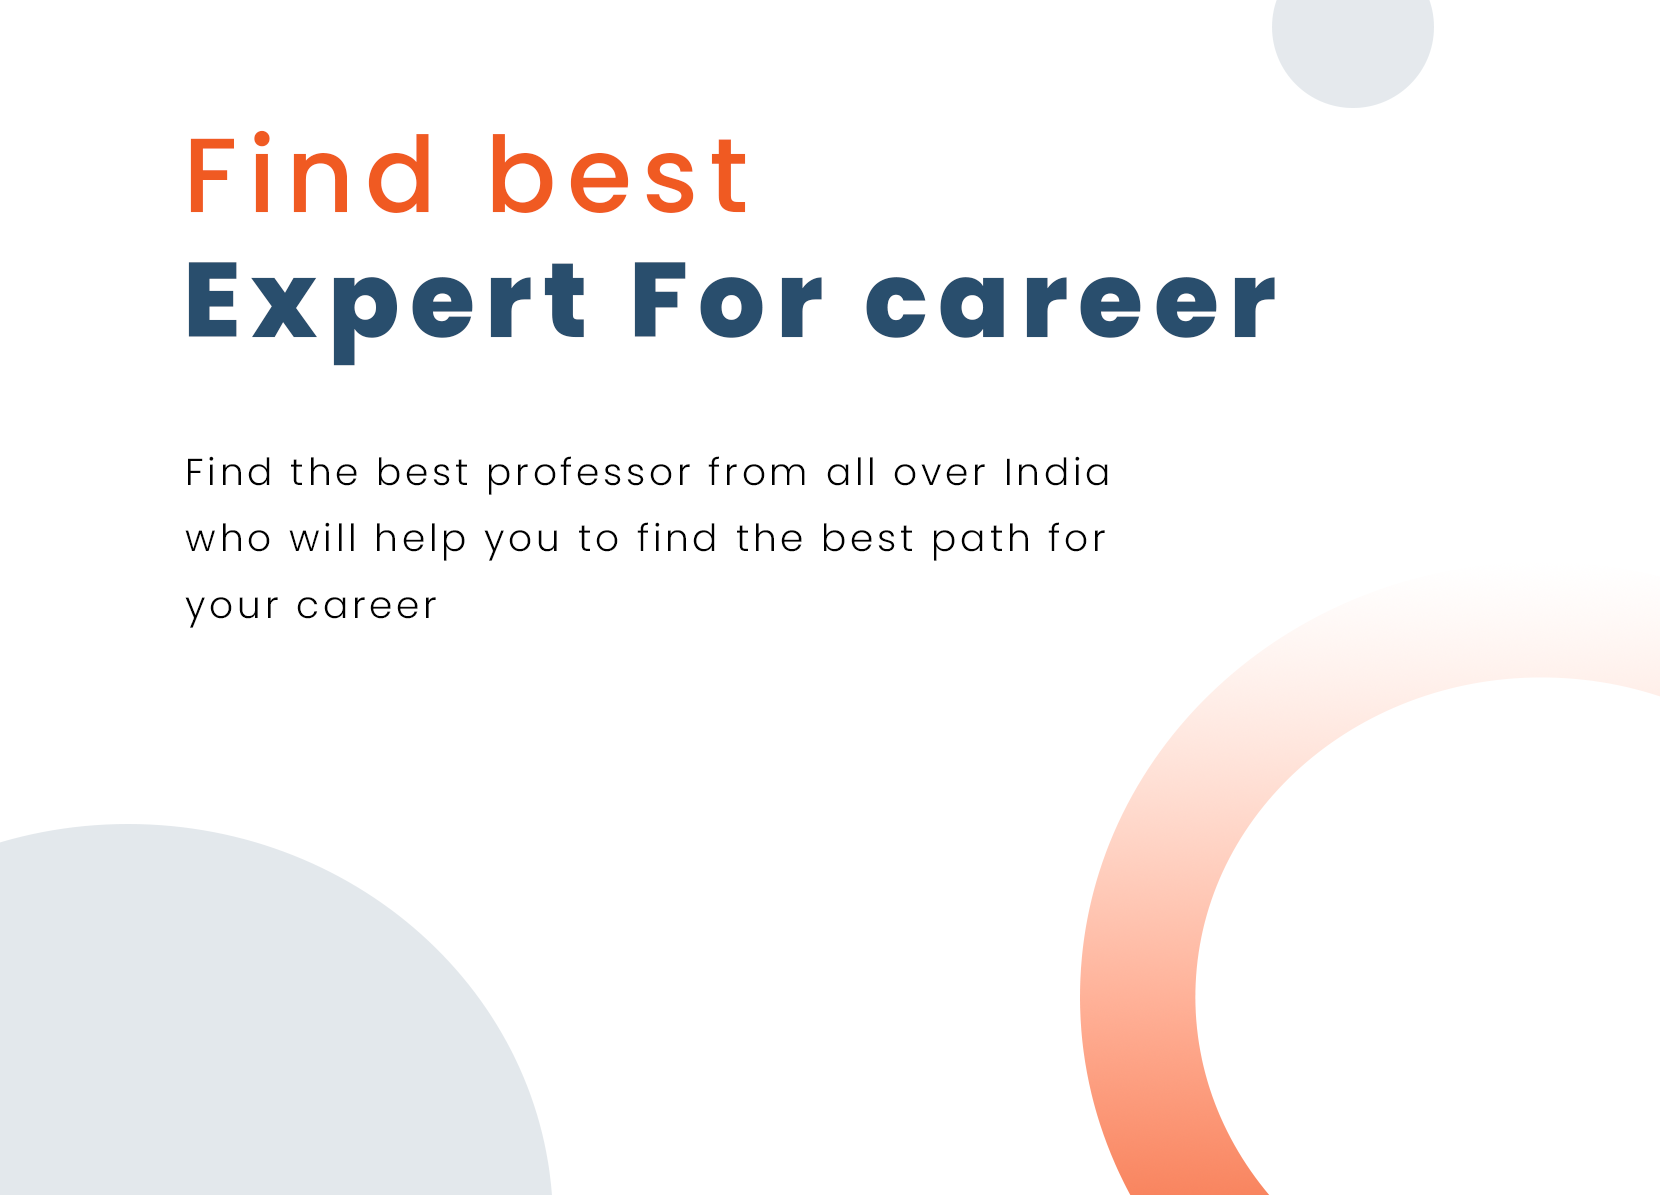 Find best
Expert For career
Find the best professor from all over India
who will help you to find the best path for
your career